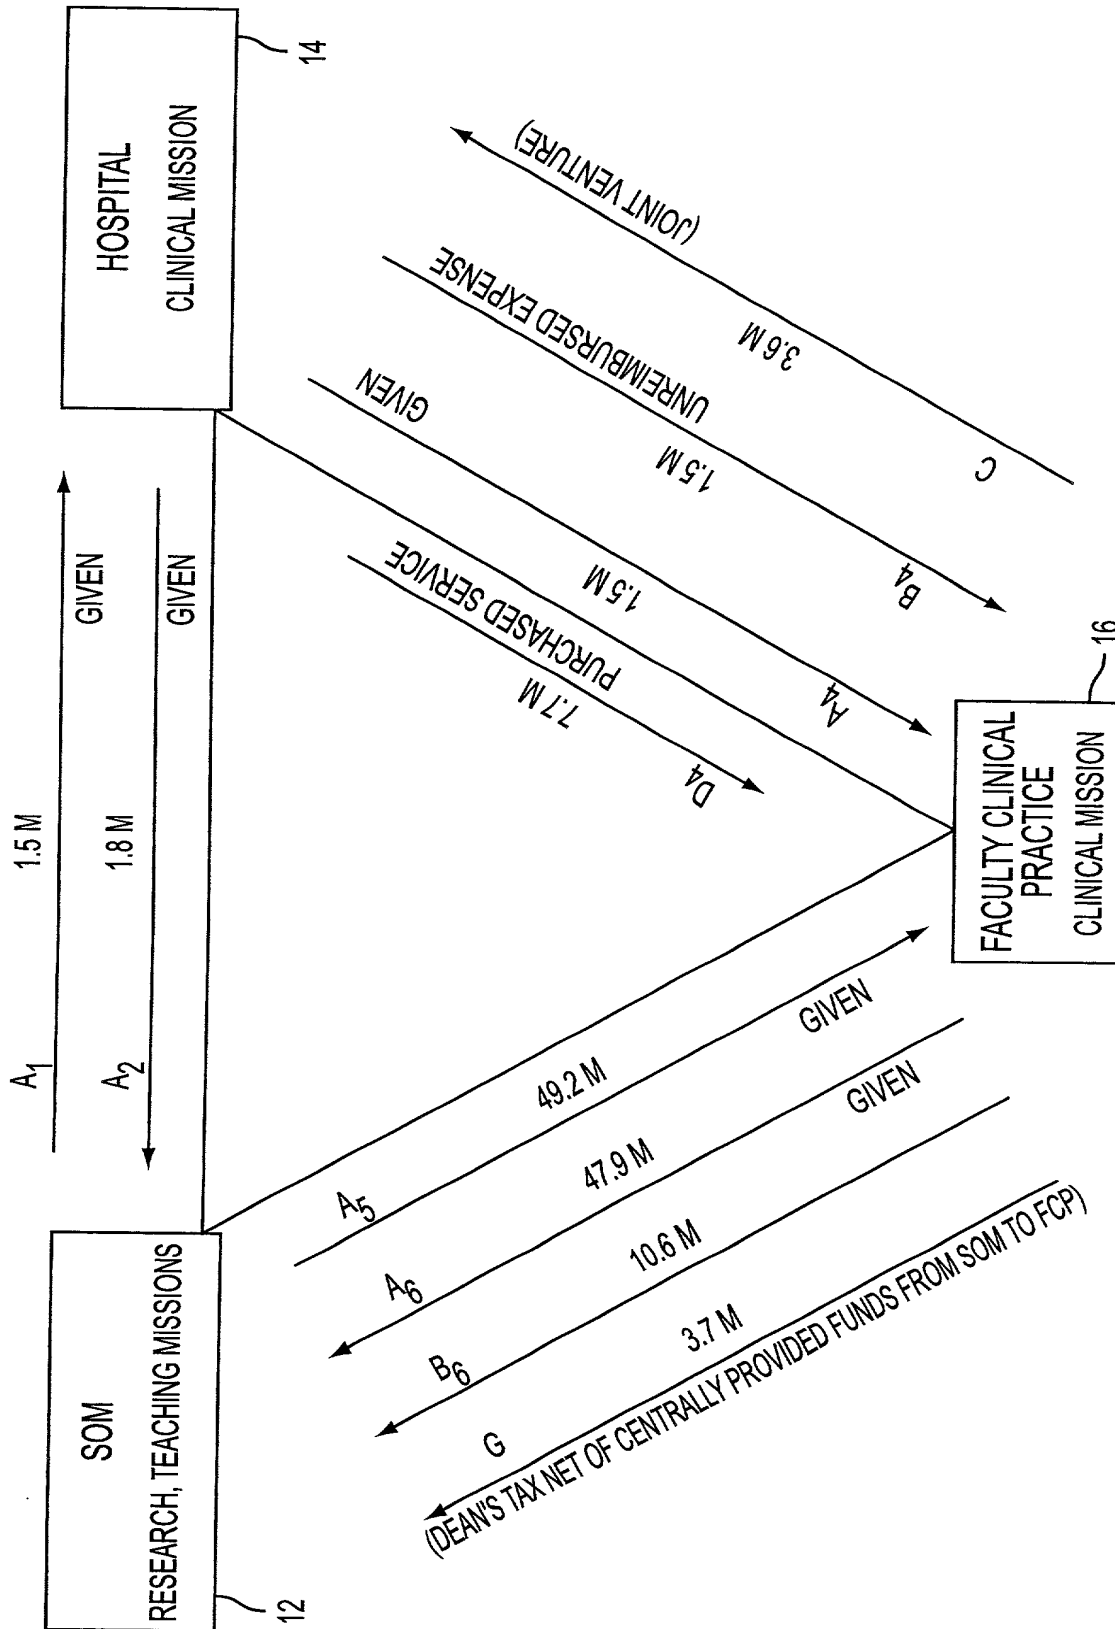 SOM
RESEARCH, TEACHING MISSIONS
12
A1
1.5 M
GIVEN
A2
1.8 M
GIVEN
HOSPITAL
CLINICAL MISSION
14
A5
49.2 M
GIVEN
A6
47.9 M
GIVEN
B6
10.6 M
G
3.7 M
(DEAN'S TAX NET OF CENTRALLY PROVIDED FUNDS FROM SOM TO FCP)
D4
7.7 M
PURCHASED SERVICE
A4
1.5 M
GIVEN
B4
1.5 M
UNREIMBURSED EXPENSE
C
3.6 M
(JOINT VENTURE)
FACULTY CLINICAL
PRACTICE
CLINICAL MISSION
16